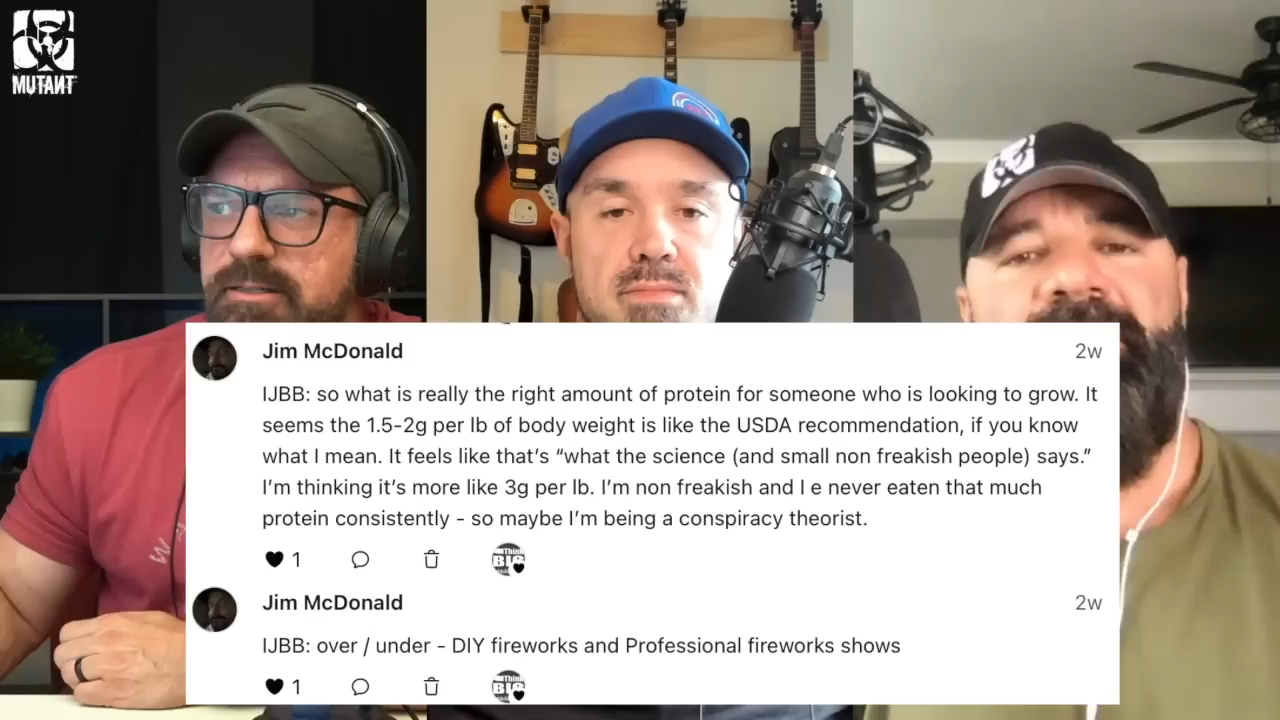 MUTANT
Jim McDonald
2w
IJBB: so what is really the right amount of protein for someone who is looking to grow. It
seems the 1.5-2g per lb of body weight is like the USDA recommendation, if you know
what I mean. It feels like that's “what the science (and small non freakish people) says.”
I'm thinking it's more like 3g per lb. I'm non freakish and I e never eaten that much
protein consistently - so maybe I'm being a conspiracy theorist.
1
Think
BIG
Jim McDonald
2w
IJBB: over / under - DIY fireworks and Professional fireworks shows
1
Think
BIG